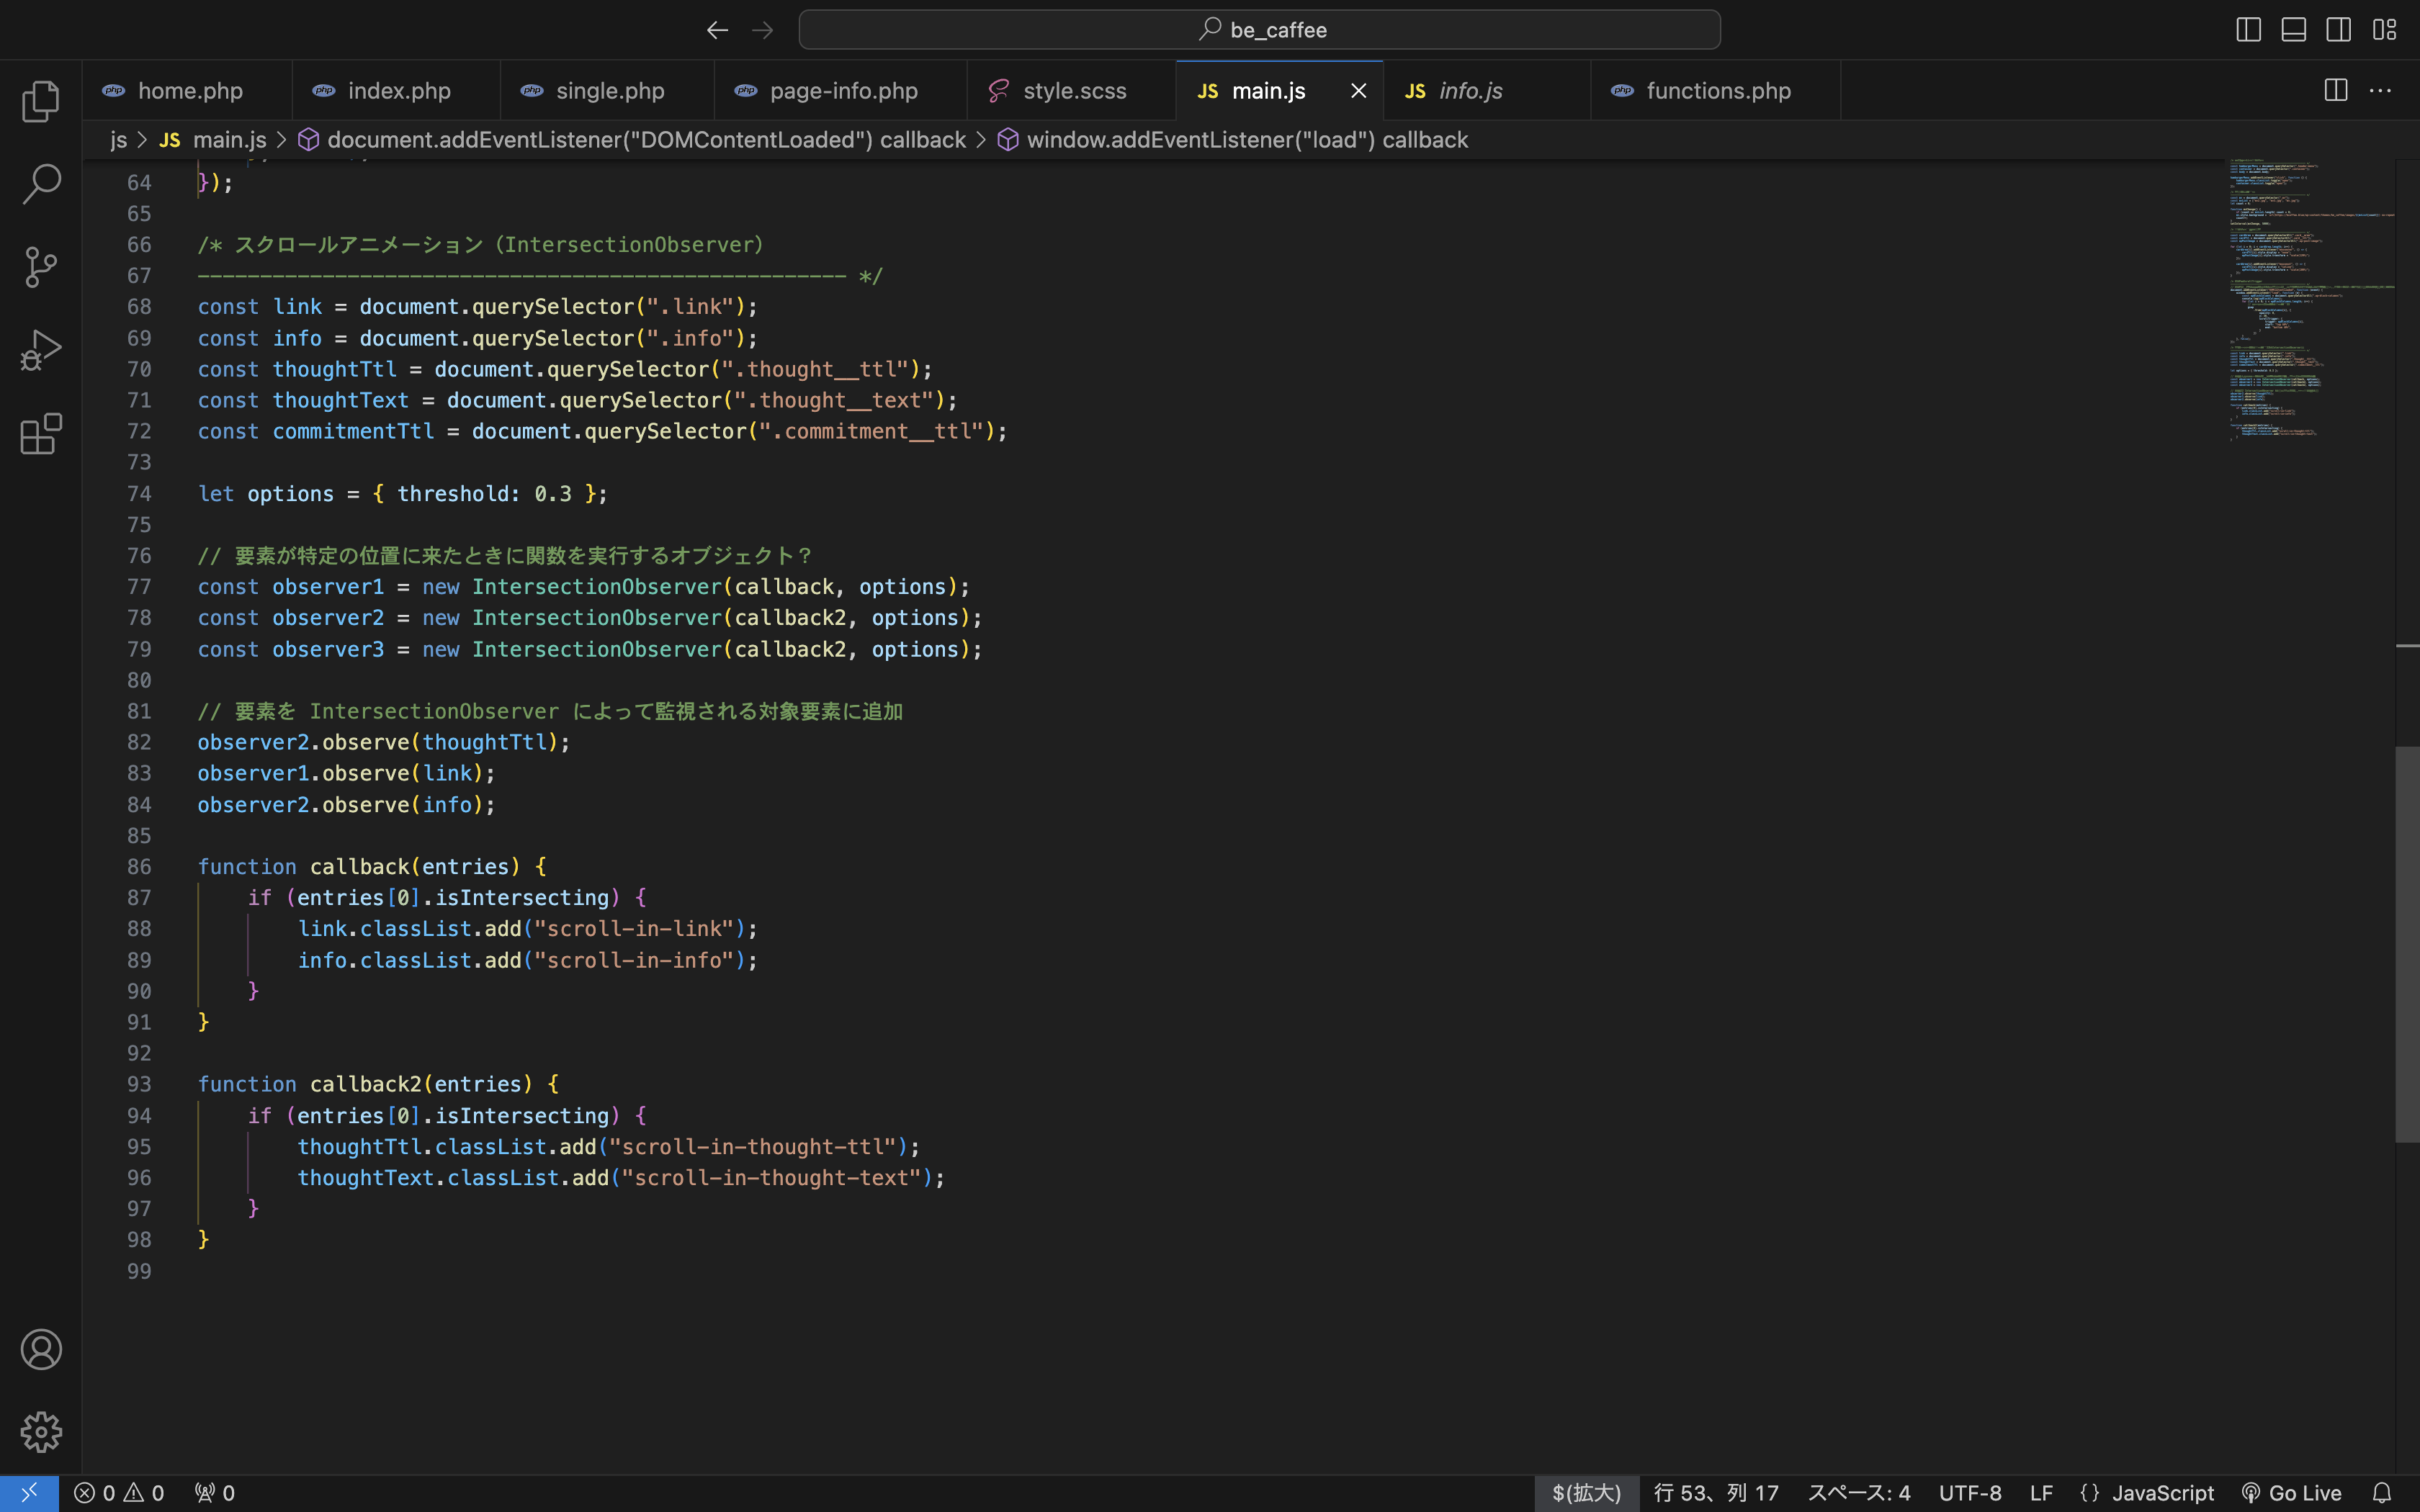 be_caffee
home.php index.php single.php page-info.php style.scss JS main.js JS info.js functions.php
js > JS main.js > document.addEventListener("DOMContentLoaded") callback > window.addEventListener("load") callback
64 });
65
66 /* スクロールアニメーション（IntersectionObserver）
67 ---------------------------------------------------- */
68 const link = document.querySelector(".link");
69 const info = document.querySelector(".info");
70 const thoughtTtl = document.querySelector(".thought__ttl");
71 const thoughtText = document.querySelector(".thought__text");
72 const commitmentTtl = document.querySelector(".commitment__ttl");
73
74 let options = { threshold: 0.3 };
75
76 // 要素が特定の位置に来たときに関数を実行するオブジェクト？
77 const observer1 = new IntersectionObserver(callback, options);
78 const observer2 = new IntersectionObserver(callback2, options);
79 const observer3 = new IntersectionObserver(callback2, options);
80
81 // 要素を IntersectionObserver によって監視される対象要素に追加
82 observer2.observe(thoughtTtl);
83 observer1.observe(link);
84 observer2.observe(info);
85
86 function callback(entries) {
87 if (entries[0].isIntersecting) {
88 link.classList.add("scroll-in-link");
89 info.classList.add("scroll-in-info");
90 }
91 }
92
93 function callback2(entries) {
94 if (entries[0].isIntersecting) {
95 thoughtTtl.classList.add("scroll-in-thought-ttl");
96 thoughtText.classList.add("scroll-in-thought-text");
97 }
98 }
99
0 0 0 $(拡大) 行 53、列 17 スペース: 4 UTF-8 LF {} JavaScript Go Live